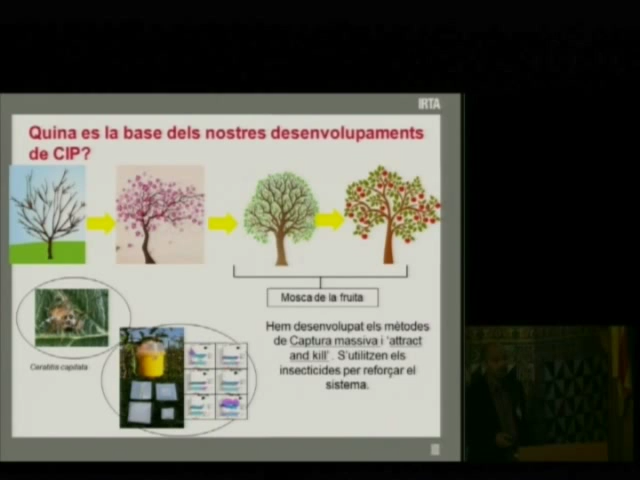 IRTA
Quina es la base dels nostres desenvolupaments
de CIP?
Mosca de la fruita
Hem desenvolupat els mètodes
de Captura massiva i 'attract
and kill'. S'utilitzen els
insecticides per reforçar el
sistema.
Ceratitis capitata